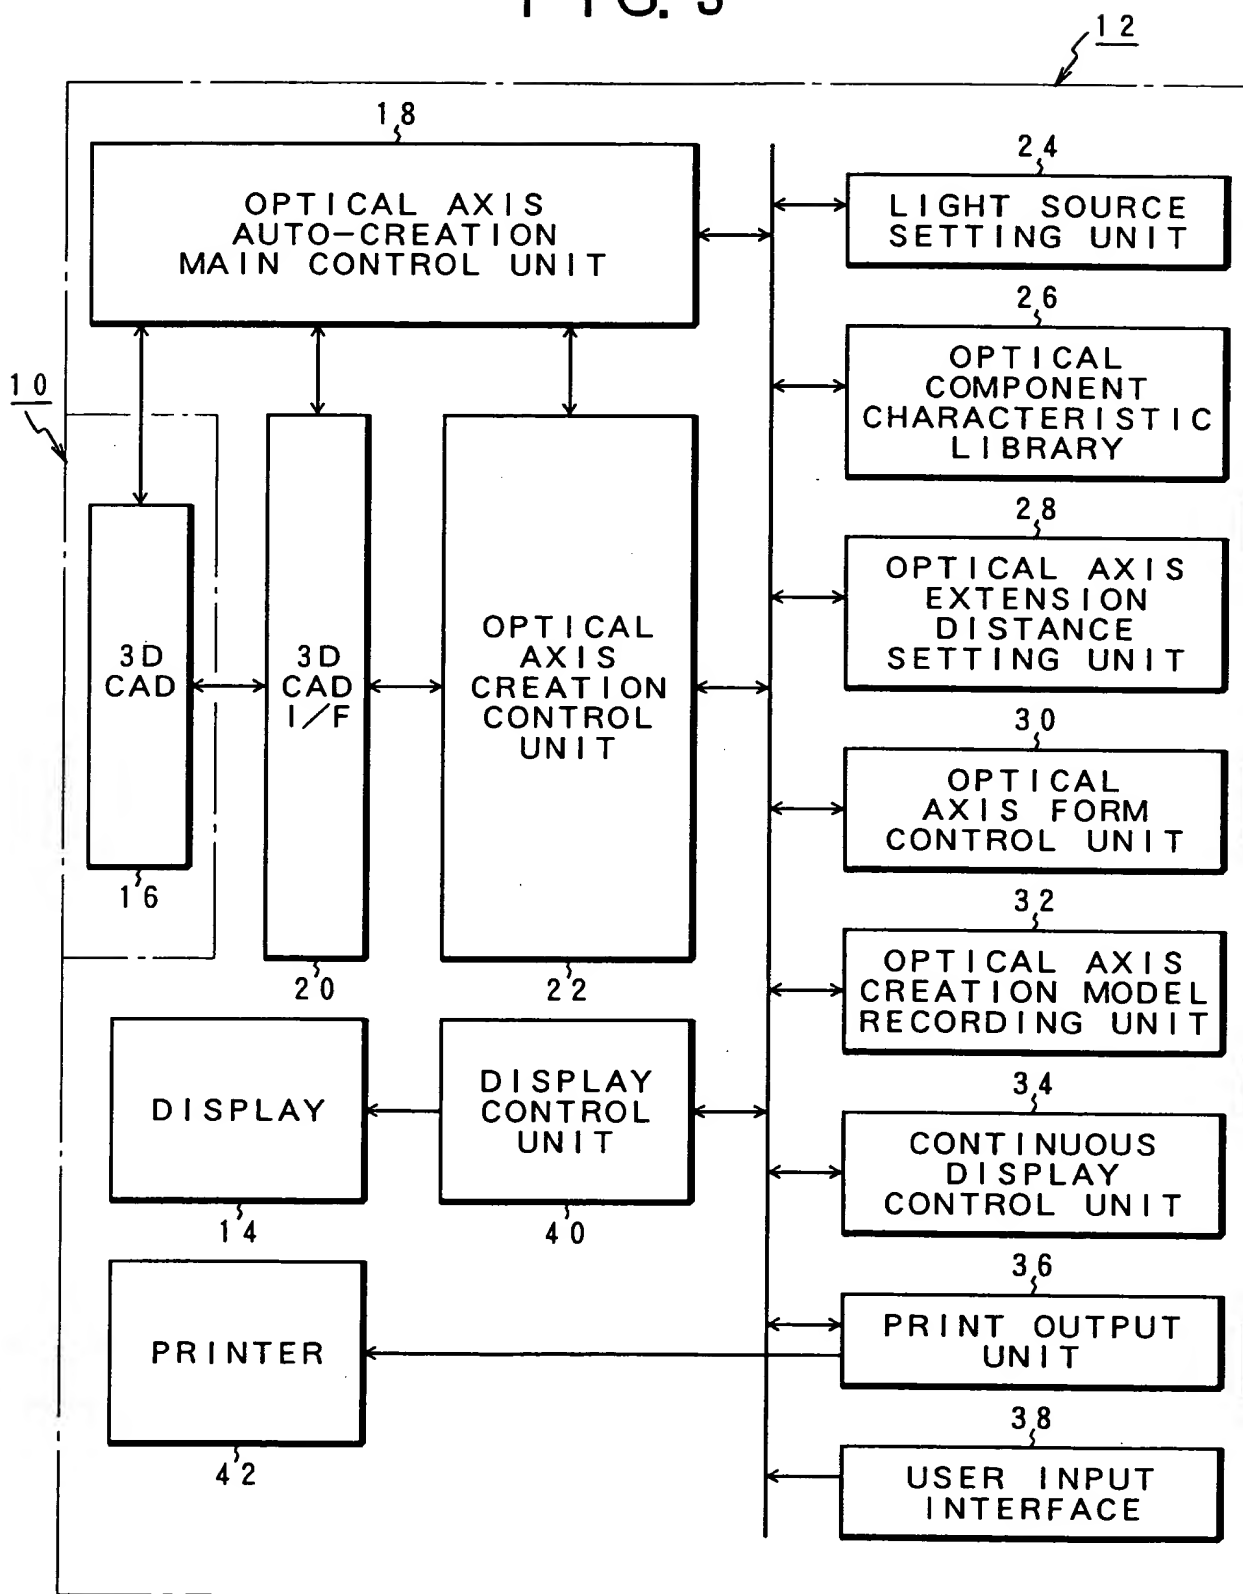 FIG. 3
12
18
OPTICAL AXIS
AUTO-CREATION
MAIN CONTROL UNIT
24
LIGHT SOURCE
SETTING UNIT
26
OPTICAL
COMPONENT
CHARACTERISTIC
LIBRARY
10
28
OPTICAL AXIS
EXTENSION
DISTANCE
SETTING UNIT
3D
CAD
16
3D
CAD
I/F
20
OPTICAL
AXIS
CREATION
CONTROL
UNIT
22
30
OPTICAL
AXIS FORM
CONTROL UNIT
32
OPTICAL AXIS
CREATION MODEL
RECORDING UNIT
DISPLAY
14
DISPLAY
CONTROL
UNIT
40
34
CONTINUOUS
DISPLAY
CONTROL UNIT
36
PRINT OUTPUT
UNIT
PRINTER
42
38
USER INPUT
INTERFACE